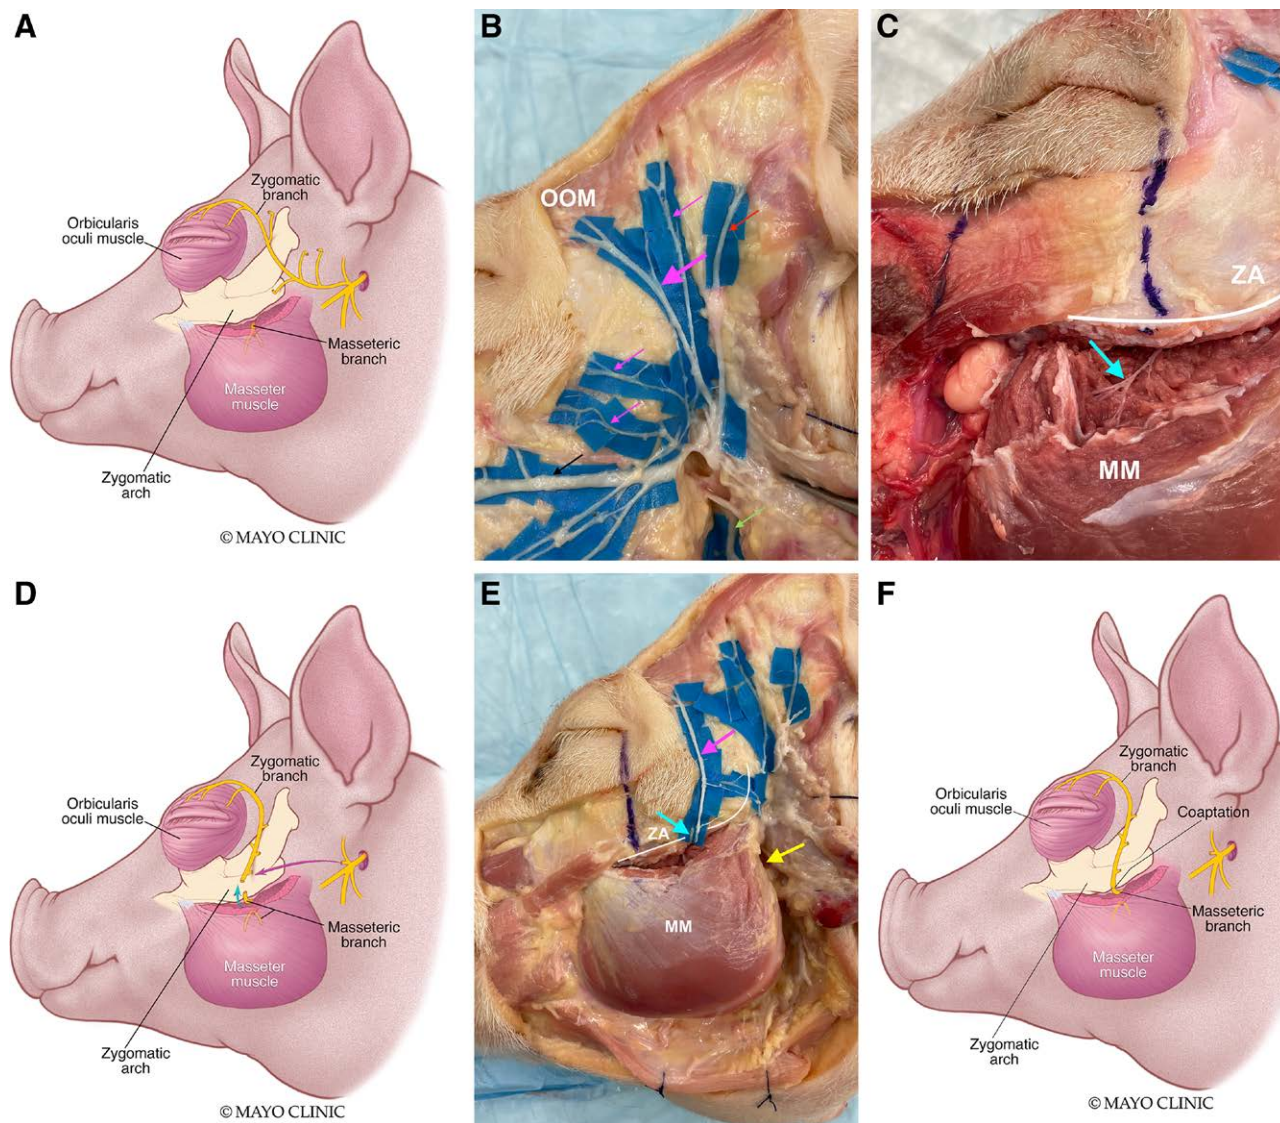 A
Zygomatic
branch
Orbicularis
oculi muscle
Masseteric
branch
Masseter
muscle
Zygomatic
arch
© MAYO CLINIC
B
OOM
C
ZA
MM
D
Zygomatic
branch
Orbicularis
oculi muscle
Masseteric
branch
Masseter
muscle
Zygomatic
arch
© MAYO CLINIC
E
ZA
MM
F
Zygomatic
branch
Orbicularis
oculi muscle
Coaptation
Masseteric
branch
Masseter
muscle
Zygomatic
arch
© MAYO CLINIC